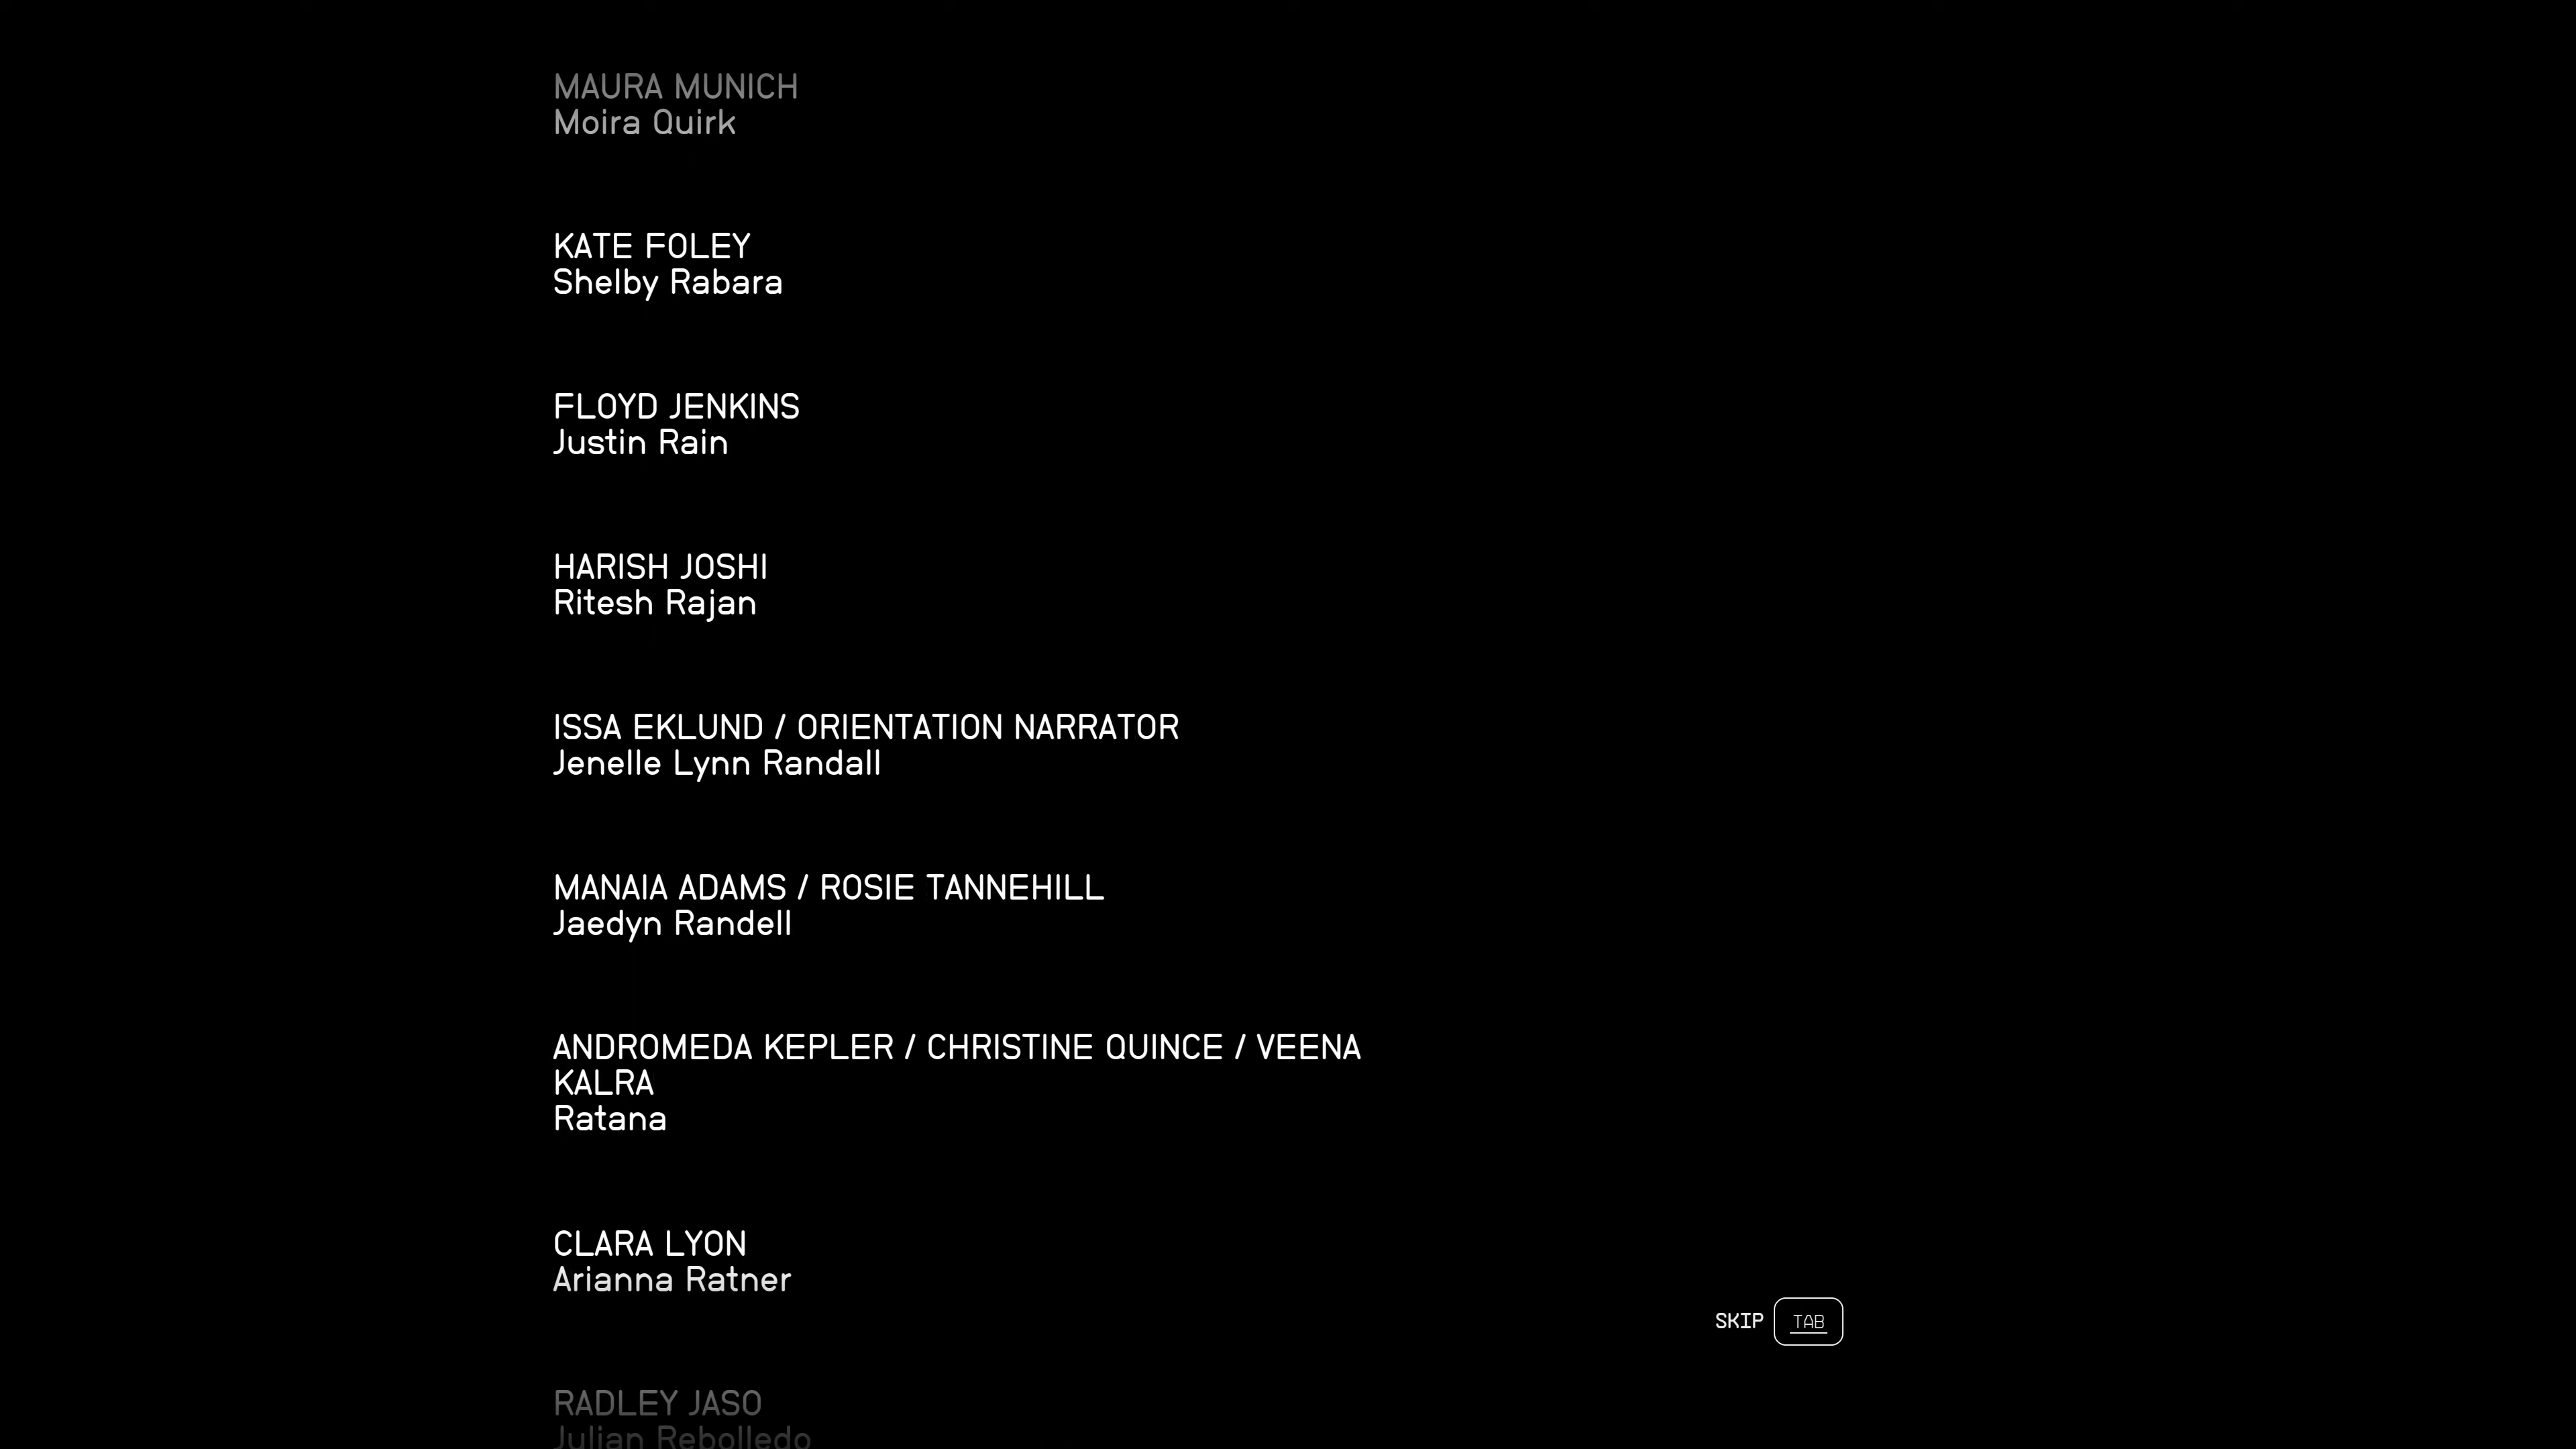 MAURA MUNICH
Moira Quirk
KATE FOLEY
Shelby Rabara
FLOYD JENKINS
Justin Rain
HARISH JOSHI
Ritesh Rajan
ISSA EKLUND / ORIENTATION NARRATOR
Jenelle Lynn Randall
MANAIA ADAMS / ROSIE TANNEHILL
Jaedyn Randell
ANDROMEDA KEPLER / CHRISTINE QUINCE / VEENA
KALRA
Ratana
CLARA LYON
Arianna Ratner
SKIP TAB
RADLEY JASO
Julian Rebolledo